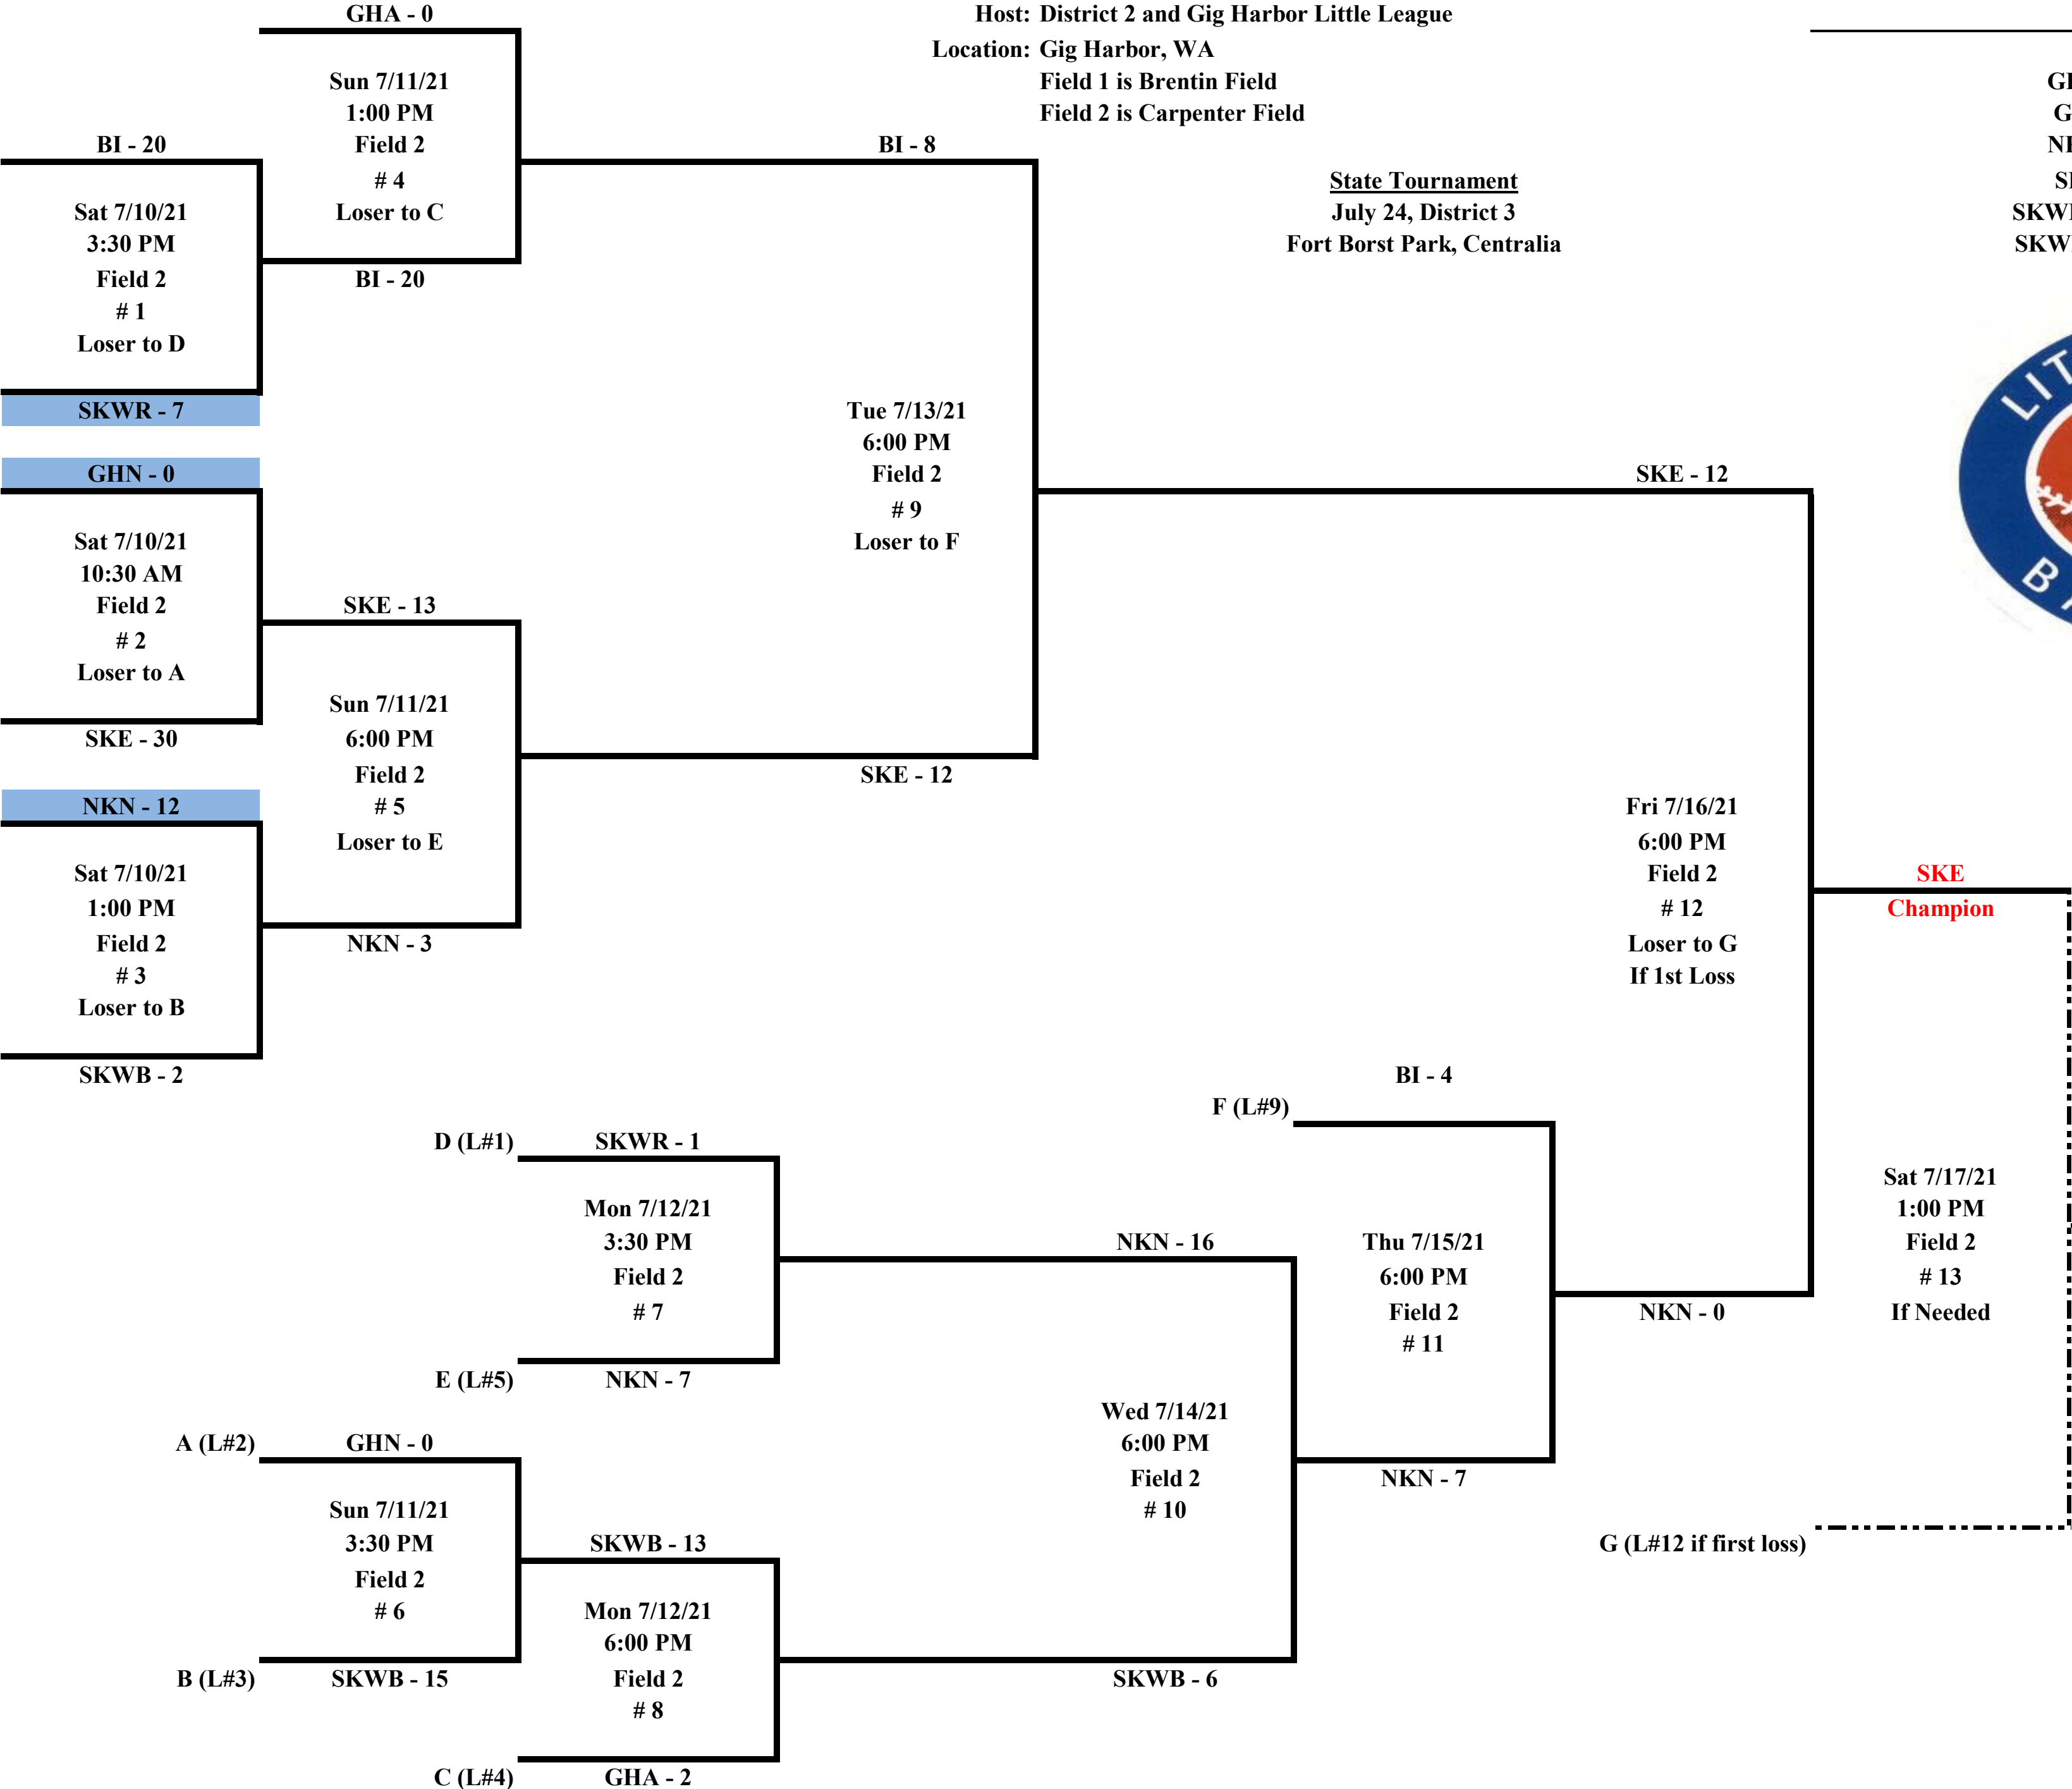 GHA - 0
Host: District 2 and Gig Harbor Little League
Location: Gig Harbor, WA
Field 1 is Brentin Field
Field 2 is Carpenter Field
State Tournament
July 24, District 3
Fort Borst Park, Centralia
Sun 7/11/21
1:00 PM
Field 2
# 4
Loser to C
BI - 20
BI - 20
Sat 7/10/21
3:30 PM
Field 2
# 1
Loser to D
SKWR - 7
GHN - 0
Sat 7/10/21
10:30 AM
Field 2
# 2
Loser to A
SKE - 30
SKE - 13
Sun 7/11/21
6:00 PM
Field 2
# 5
Loser to E
NKN - 12
Sat 7/10/21
1:00 PM
Field 2
# 3
Loser to B
SKWB - 2
NKN - 3
BI - 8
Tue 7/13/21
6:00 PM
Field 2
# 9
Loser to F
SKE - 12
SKE - 12
Fri 7/16/21
6:00 PM
Field 2
# 12
Loser to G
If 1st Loss
SKE
Champion
BI - 4
F (L#9)
D (L#1) SKWR - 1
Mon 7/12/21
3:30 PM
Field 2
# 7
E (L#5) NKN - 7
NKN - 16
Thu 7/15/21
6:00 PM
Field 2
# 11
NKN - 0
Sat 7/17/21
1:00 PM
Field 2
# 13
If Needed
A (L#2) GHN - 0
Sun 7/11/21
3:30 PM
Field 2
# 6
B (L#3) SKWB - 15
SKWB - 13
Mon 7/12/21
6:00 PM
Field 2
# 8
C (L#4) GHA - 2
Wed 7/14/21
6:00 PM
Field 2
# 10
SKWB - 6
NKN - 7
G (L#12 if first loss)